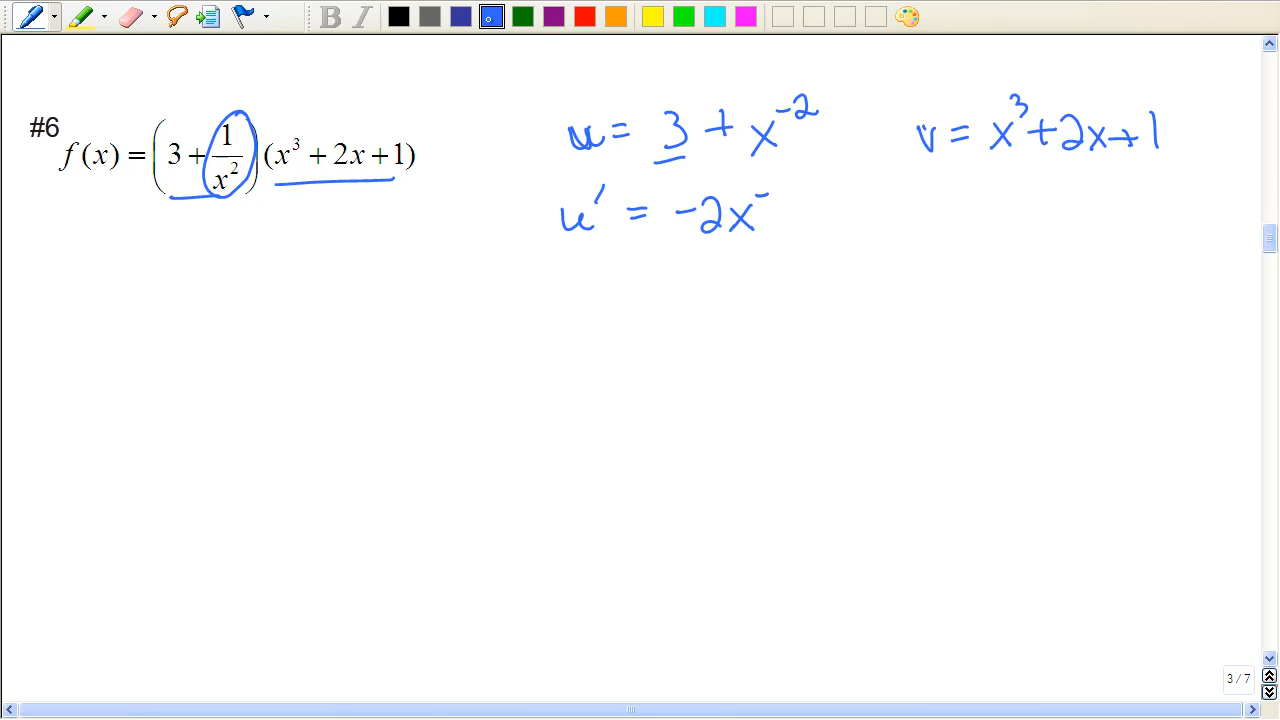 B I
#6 f(x) = (3 + 1/x²)(x³ + 2x + 1)
u = 3 + x⁻² v = x³ + 2x + 1
u' = -2x⁻
3 / 7